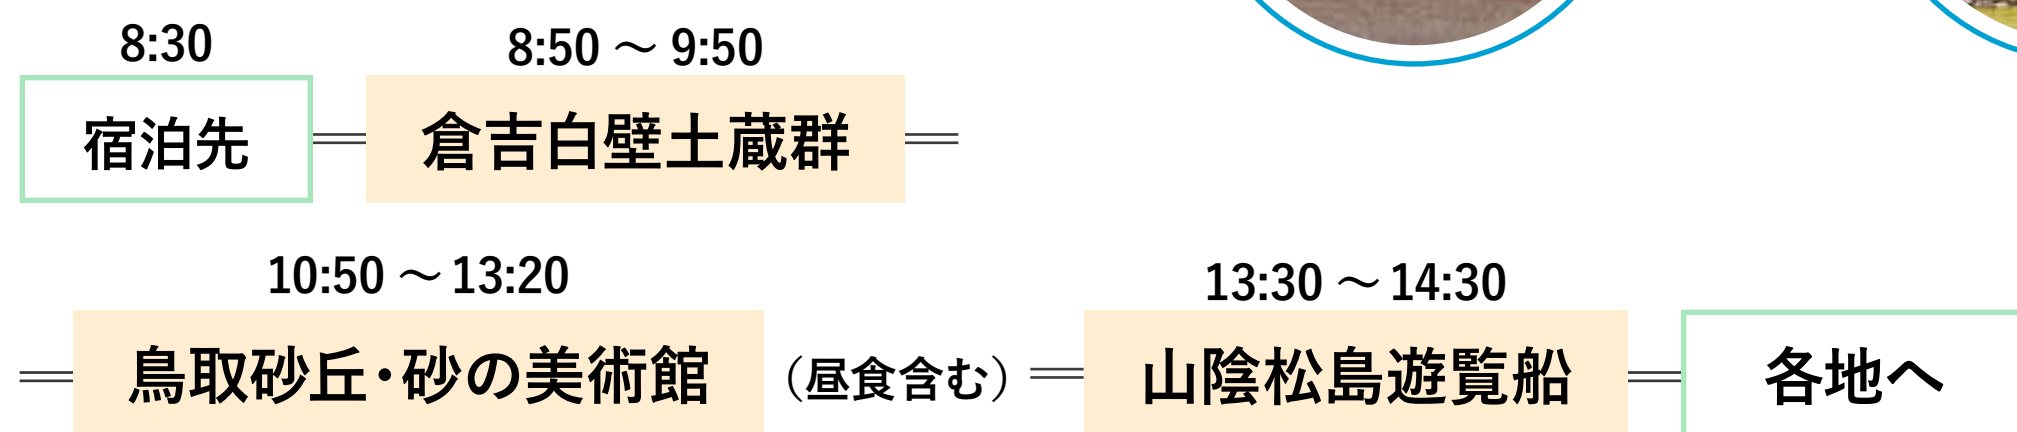 8:30
8:50 ～ 9:50
宿泊先
倉吉白壁土蔵群
10:50 ～ 13:20
13:30 ～ 14:30
鳥取砂丘・砂の美術館（昼食含む）
山陰松島遊覧船
各地へ